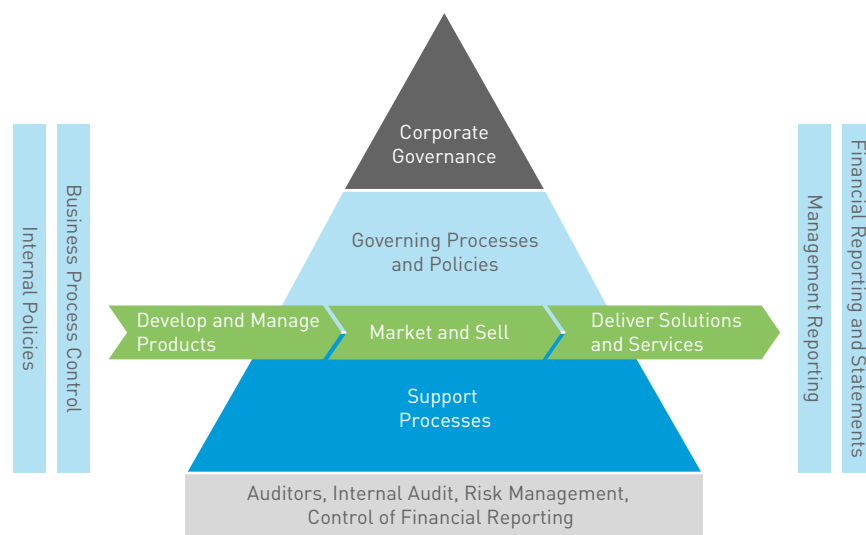 Corporate
Governance
Governing Processes
and Policies
Develop and Manage
Products
Market and Sell
Deliver Solutions
and Services
Support
Processes
Auditors, Internal Audit, Risk Management,
Control of Financial Reporting
Internal Policies
Business Process Control
Management Reporting
Financial Reporting and Statements